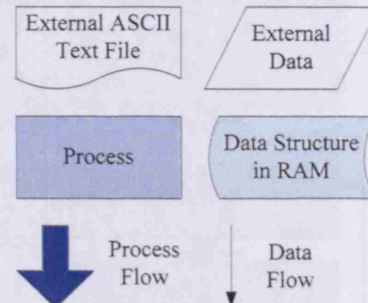 External ASCII
Text File
External
Data
Process
Data Structure
in RAM
Process
Flow
Data
Flow